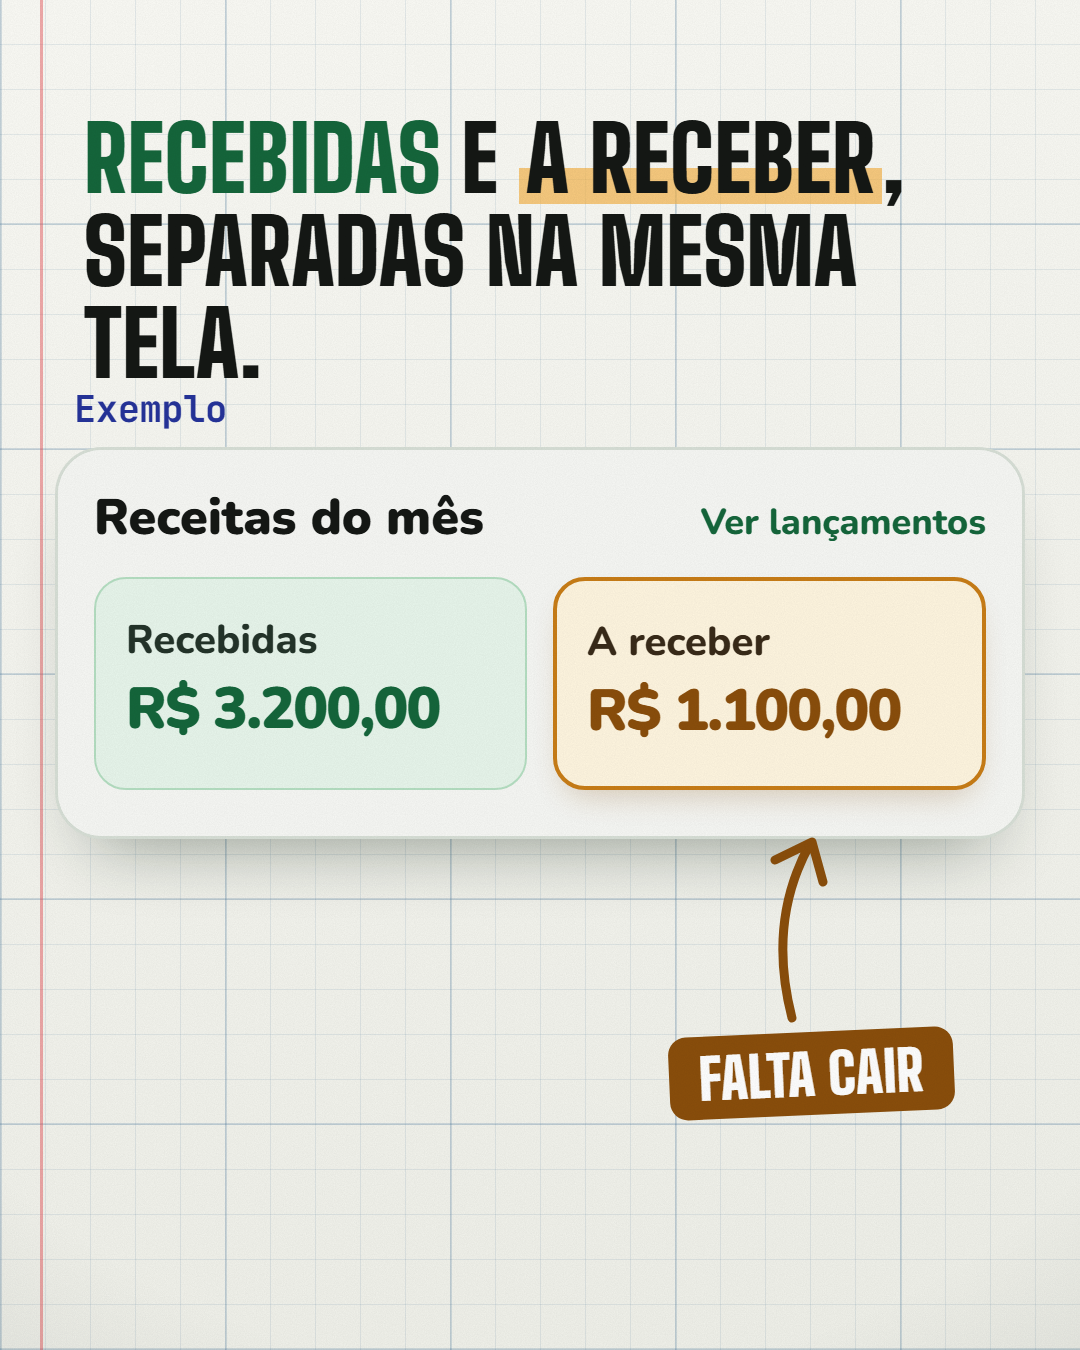 RECEBIDAS E A RECEBER,
SEPARADAS NA MESMA
TELA.
Exemplo
Receitas do mês
Ver lançamentos
Recebidas
R$ 3.200,00
A receber
R$ 1.100,00
FALTA CAIR